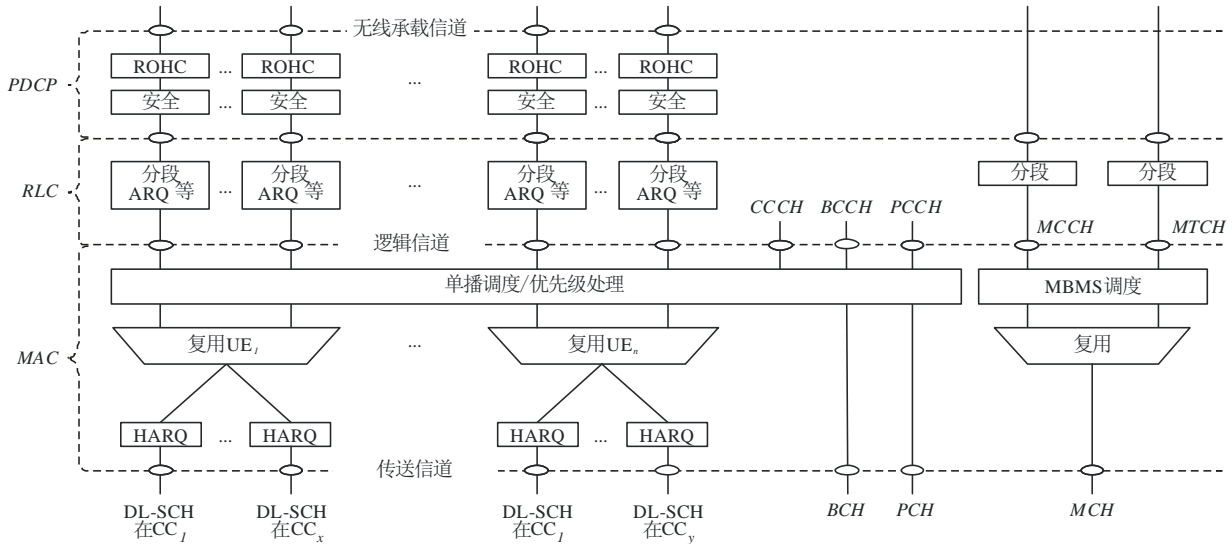 无线承载信道
ROHC ... ROHC ... ROHC ... ROHC
PDCP
安全 ... 安全 安全 ... 安全
分段 分段 分段 分段 分段 分段
RLC
ARQ 等 ... ARQ 等 ... ARQ 等 ... ARQ 等
CCCH BCCH PCCH
MCCH MTCH
逻辑信道
单播调度/优先级处理 MBMS调度
MAC
复用UE1 ... 复用UEn 复用
HARQ ... HARQ HARQ ... HARQ
传送信道
DL-SCH DL-SCH DL-SCH DL-SCH BCH PCH MCH
在CC1 在CCx 在CC1 在CCy